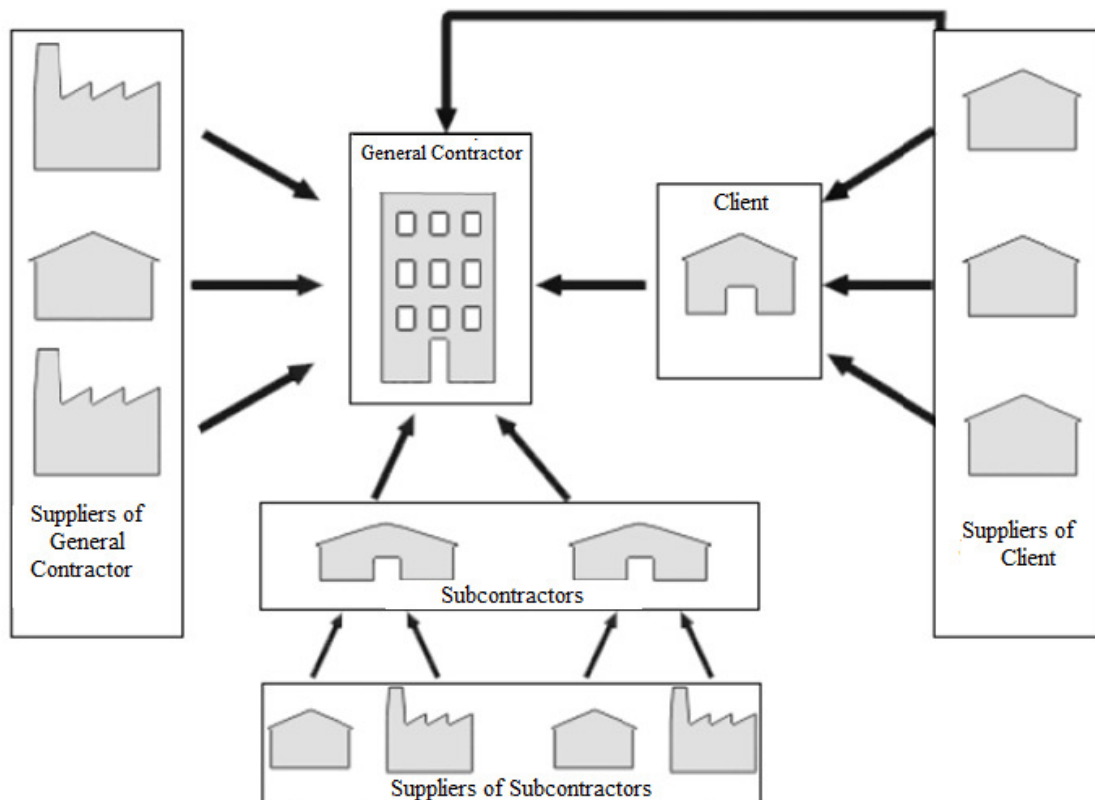 General Contractor
Client
Suppliers of
General
Contractor
Suppliers of
Client
Subcontractors
Suppliers of Subcontractors